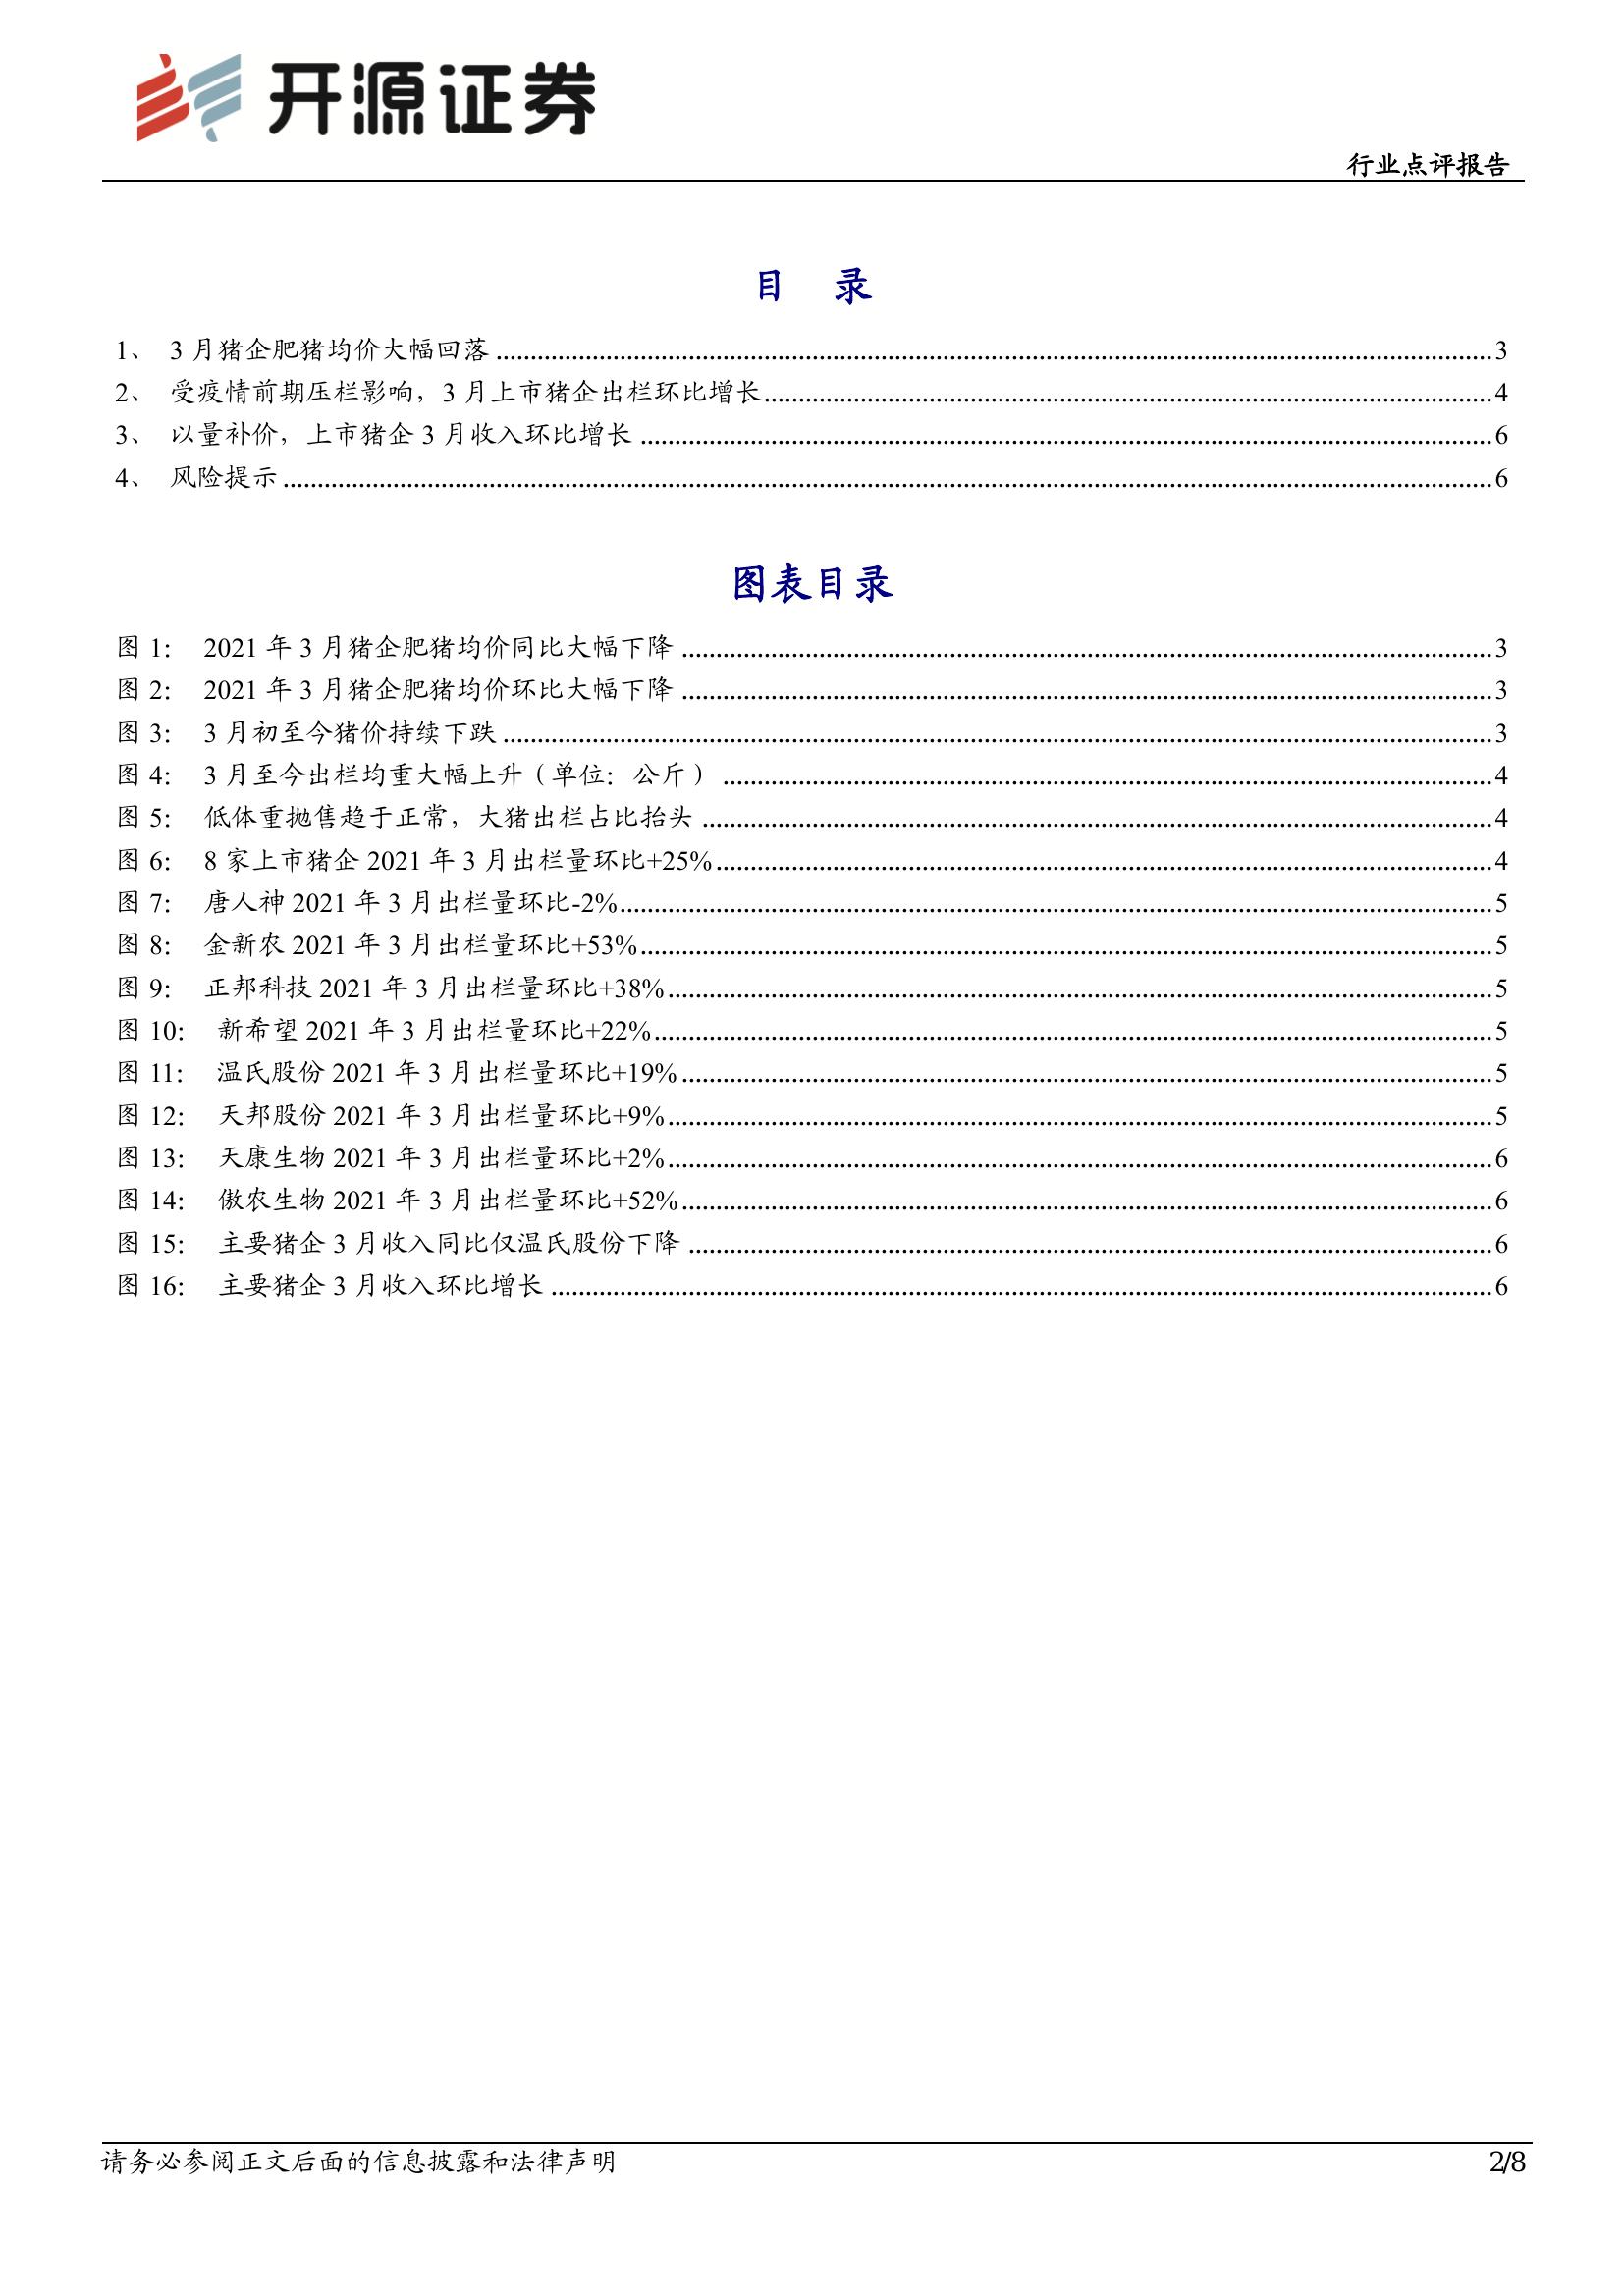 开源证券
行业点评报告
目 录
1、 3 月猪企肥猪均价大幅回落 ........ 3
2、 受疫情前期压栏影响，3 月上市猪企出栏环比增长 ........ 4
3、 以量补价，上市猪企 3 月收入环比增长 ........ 6
4、 风险提示 ........ 6
图表目录
图 1： 2021 年 3 月猪企肥猪均价同比大幅下降 ........ 3
图 2： 2021 年 3 月猪企肥猪均价环比大幅下降 ........ 3
图 3： 3 月初至今猪价持续下跌 ........ 3
图 4： 3 月至今出栏均重大幅上升（单位：公斤） ........ 4
图 5： 低体重抛售趋于正常，大猪出栏占比抬头 ........ 4
图 6： 8 家上市猪企 2021 年 3 月出栏量环比+25% ........ 4
图 7： 唐人神 2021 年 3 月出栏量环比-2% ........ 5
图 8： 金新农 2021 年 3 月出栏量环比+53% ........ 5
图 9： 正邦科技 2021 年 3 月出栏量环比+38% ........ 5
图 10： 新希望 2021 年 3 月出栏量环比+22% ........ 5
图 11： 温氏股份 2021 年 3 月出栏量环比+19% ........ 5
图 12： 天邦股份 2021 年 3 月出栏量环比+9% ........ 5
图 13： 天康生物 2021 年 3 月出栏量环比+2% ........ 6
图 14： 傲农生物 2021 年 3 月出栏量环比+52% ........ 6
图 15： 主要猪企 3 月收入同比仅温氏股份下降 ........ 6
图 16： 主要猪企 3 月收入环比增长 ........ 6
请务必参阅正文后面的信息披露和法律声明
2/8